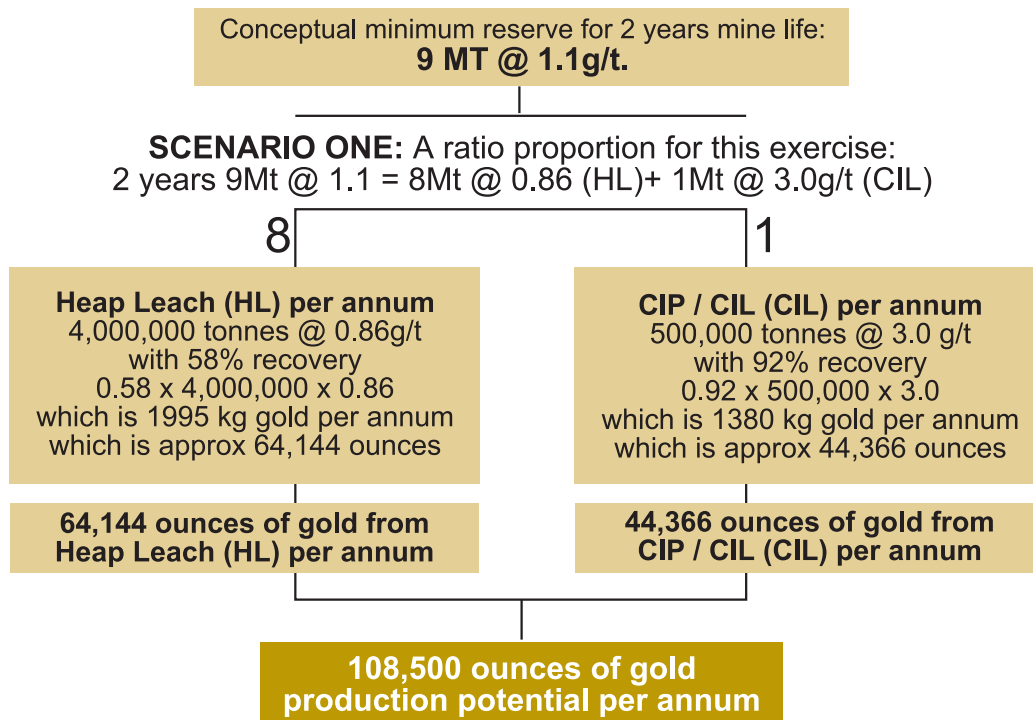 Conceptual minimum reserve for 2 years mine life:
9 MT @ 1.1g/t.
SCENARIO ONE: A ratio proportion for this exercise:
2 years 9Mt @ 1.1 = 8Mt @ 0.86 (HL)+ 1Mt @ 3.0g/t (CIL)
8
1
Heap Leach (HL) per annum
4,000,000 tonnes @ 0.86g/t
with 58% recovery
0.58 x 4,000,000 x 0.86
which is 1995 kg gold per annum
which is approx 64,144 ounces
CIP / CIL (CIL) per annum
500,000 tonnes @ 3.0 g/t
with 92% recovery
0.92 x 500,000 x 3.0
which is 1380 kg gold per annum
which is approx 44,366 ounces
64,144 ounces of gold from
Heap Leach (HL) per annum
44,366 ounces of gold from
CIP / CIL (CIL) per annum
108,500 ounces of gold
production potential per annum